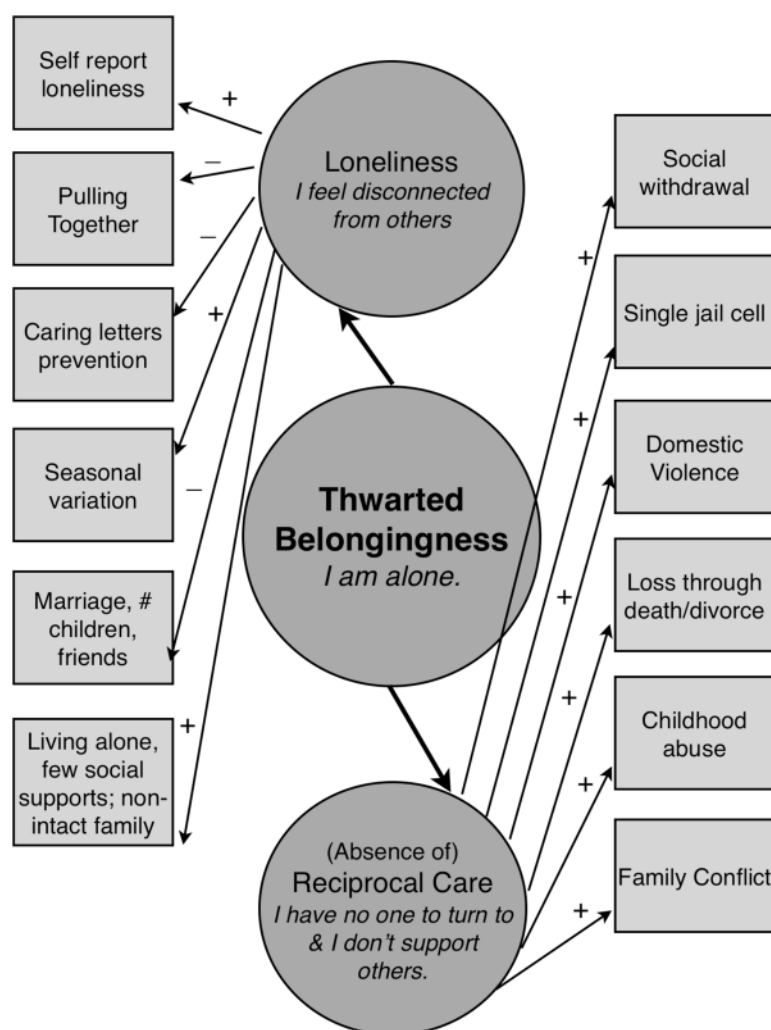 Self report
loneliness
+
Pulling
Together
–
Caring letters
prevention
–
Seasonal
variation
+
Marriage, #
children,
friends
–
Living alone,
few social
supports; non-
intact family
+
Loneliness
I feel disconnected
from others
Thwarted
Belongingness
I am alone.
(Absence of)
Reciprocal Care
I have no one to turn to
& I don't support
others.
Social
withdrawal
+
Single jail cell
+
Domestic
Violence
+
Loss through
death/divorce
+
Childhood
abuse
+
Family Conflict
+